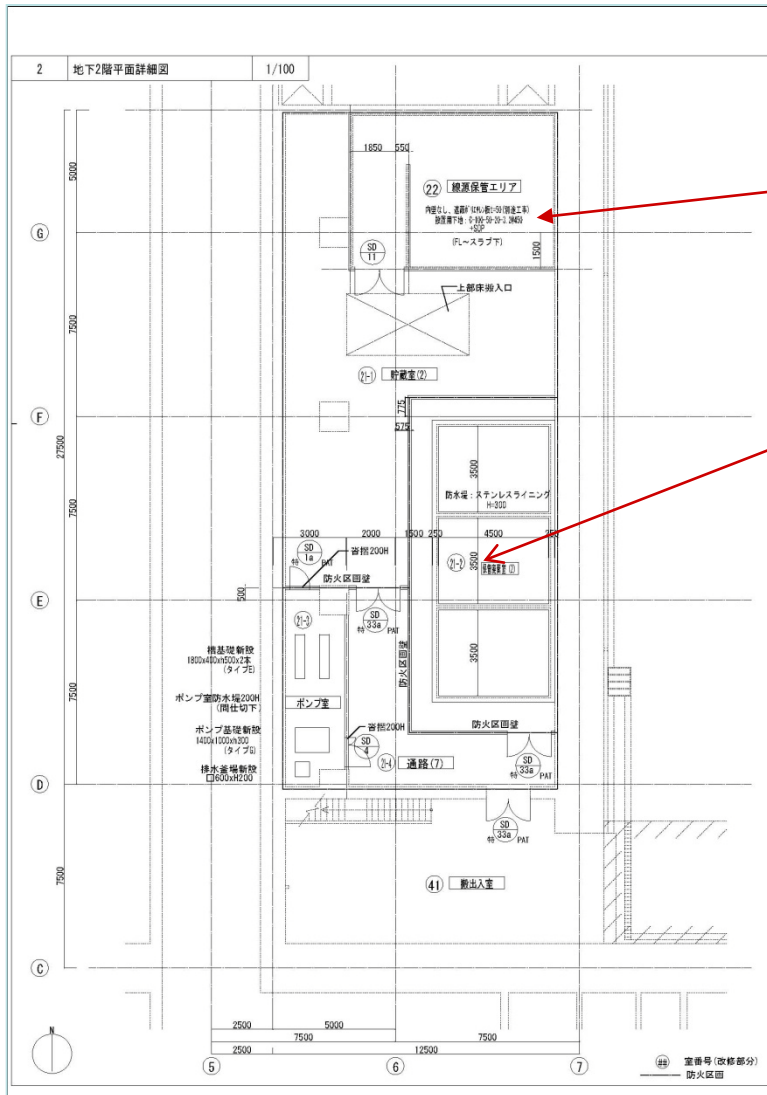 2 地下2階平面詳細図 1/100
5000
1850 550
22 線源保管エリア
(FL～スラブ下)
1500
G
SD 11
上部床搬入口
7500
21-1 貯蔵室(2)
F
775
575
27500
3500
防水堤：ステンレスライニング
H=200
7500
3000 2000 1500 250 4500
SD 1a
特 PAT
沓摺200H
防火区画壁
21-2
3500
E
500
21-3
SD 33a
特 PAT
防火区画壁
3500
槽基礎新設
1800x400xh500x2本
(タイプE)
7500
ポンプ室防水堤200H
(間仕切下)
ポンプ室
ポンプ基礎新設
1400x1000xh300
(タイプG)
沓摺200H
SD 4
防火区画壁
21-4 通路(7)
SD 33a
特 PAT
排水釜場新設
□600xH200
D
SD 33a
特 PAT
7500
41 搬出入室
C
N
2500 5000
7500 7500
2500 12500
5 6 7
室番号(改修部分)
防火区画